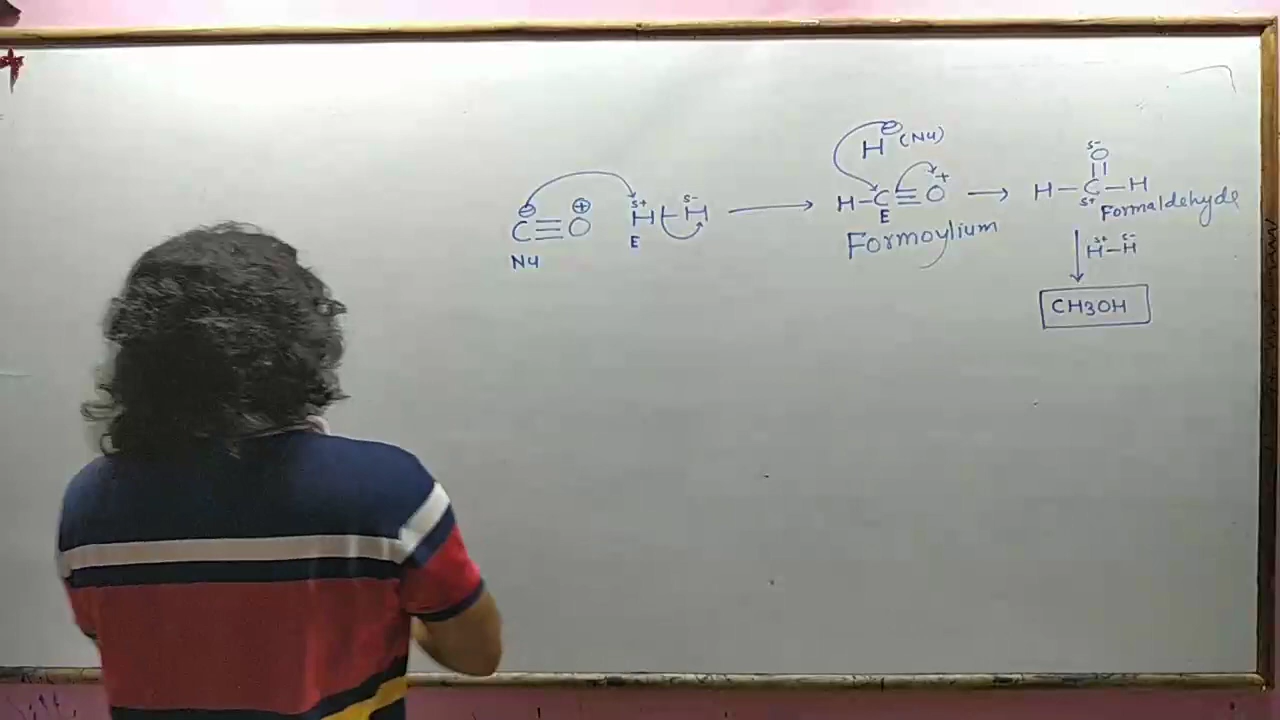 ⊖ H (Nu)
C≡O⊕ δ+ H–H δ- → H–C≡O+ → H–C–H
Nu E E δ+ O δ-
Formoylium Formaldehyde
δ+ H–H δ-
CH3OH